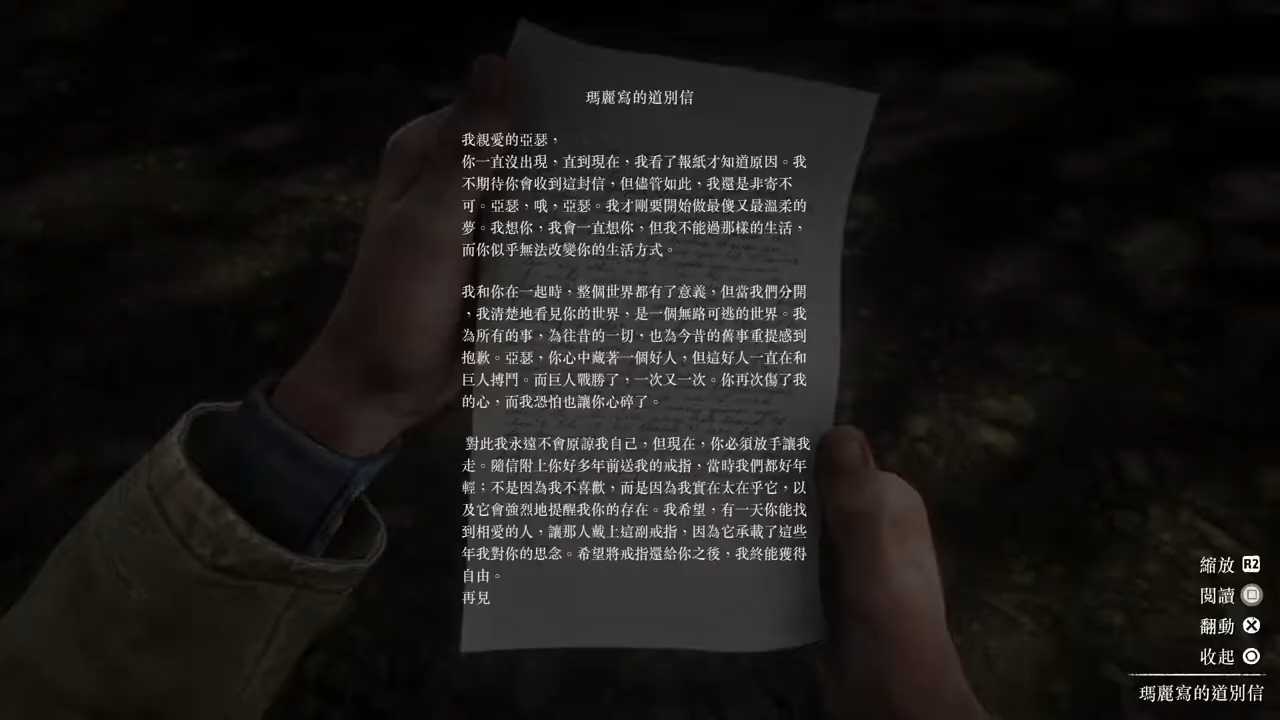 瑪麗寫的道別信
我親愛的亞瑟，
你一直沒出現，直到現在，我看了報紙才知道原因。我
不期待你會收到這封信，但儘管如此，我還是非寄不
可。亞瑟，哦，亞瑟。我才剛要開始做最傻又最溫柔的
夢。我想你，我會一直想你，但我不能過那樣的生活，
而你似乎無法改變你的生活方式。
我和你在一起時，整個世界都有了意義，但當我們分開
，我清楚地看見你的世界，是一個無路可逃的世界。我
為所有的事，為往昔的一切，也為今昔的舊事重提感到
抱歉。亞瑟，你心中藏著一個好人，但這好人一直在和
巨人搏鬥。而巨人戰勝了，一次又一次。你再次傷了我
的心，而我恐怕也讓你心碎了。
對此我永遠不會原諒我自己，但現在，你必須放手讓我
走。隨信附上你好多年前送我的戒指，當時我們都好年
輕；不是因為我不喜歡，而是因為我實在太在乎它，以
及它會強烈地提醒我你的存在。我希望，有一天你能找
到相愛的人，讓那人戴上這副戒指，因為它承載了這些
年我對你的思念。希望將戒指還給你之後，我終能獲得
自由。
再見
縮放 R2
閱讀
翻動
收起
瑪麗寫的道別信